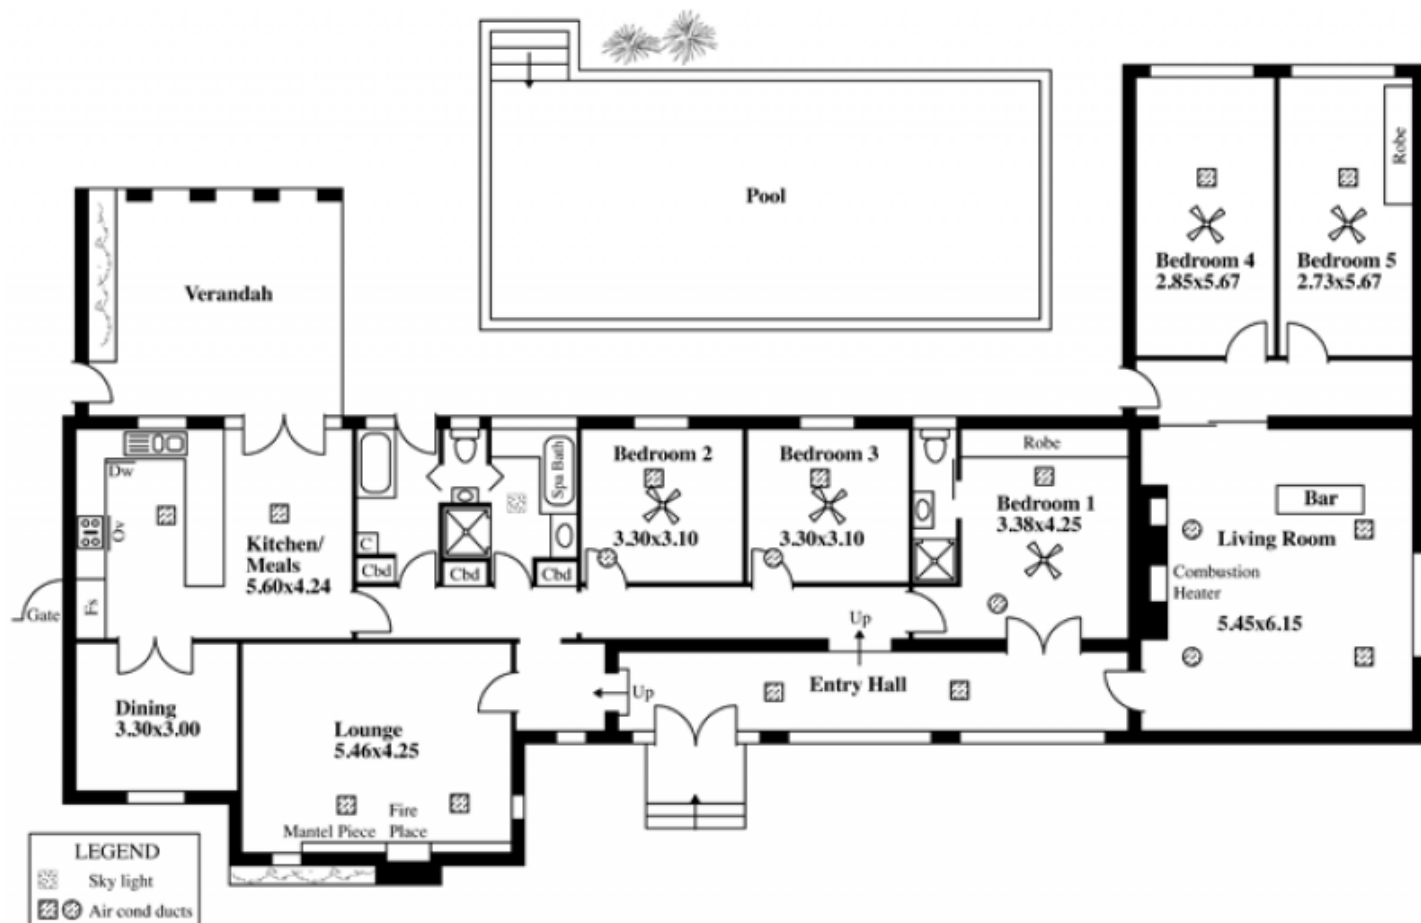 Pool
Robe
Bedroom 4
2.85x5.67
Bedroom 5
2.73x5.67
Verandah
Dw
Ov
Fs
Kitchen/
Meals
5.60x4.24
Gate
C
Cbd
Cbd
Cbd
Spa Bath
Bedroom 2
3.30x3.10
Bedroom 3
3.30x3.10
Robe
Bedroom 1
3.38x4.25
Bar
Living Room
Combustion
Heater
5.45x6.15
Up
Up
Entry Hall
Dining
3.30x3.00
Lounge
5.46x4.25
Mantel Piece
Fire
Place
LEGEND
Sky light
Air cond ducts